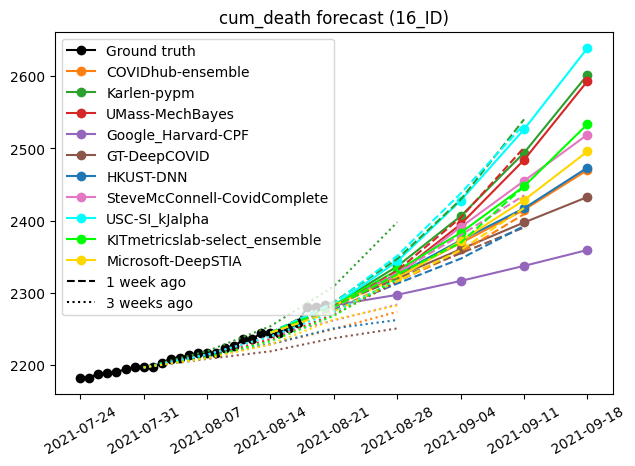 cum_death forecast (16_ID)
2600
2500
2400
2300
2200
Ground truth
COVIDhub-ensemble
Karlen-pypm
UMass-MechBayes
Google_Harvard-CPF
GT-DeepCOVID
HKUST-DNN
SteveMcConnell-CovidComplete
USC-SI_kJalpha
KITmetricslab-select_ensemble
Microsoft-DeepSTIA
1 week ago
3 weeks ago
2021-07-24
2021-07-31
2021-08-07
2021-08-14
2021-08-21
2021-08-28
2021-09-04
2021-09-11
2021-09-18